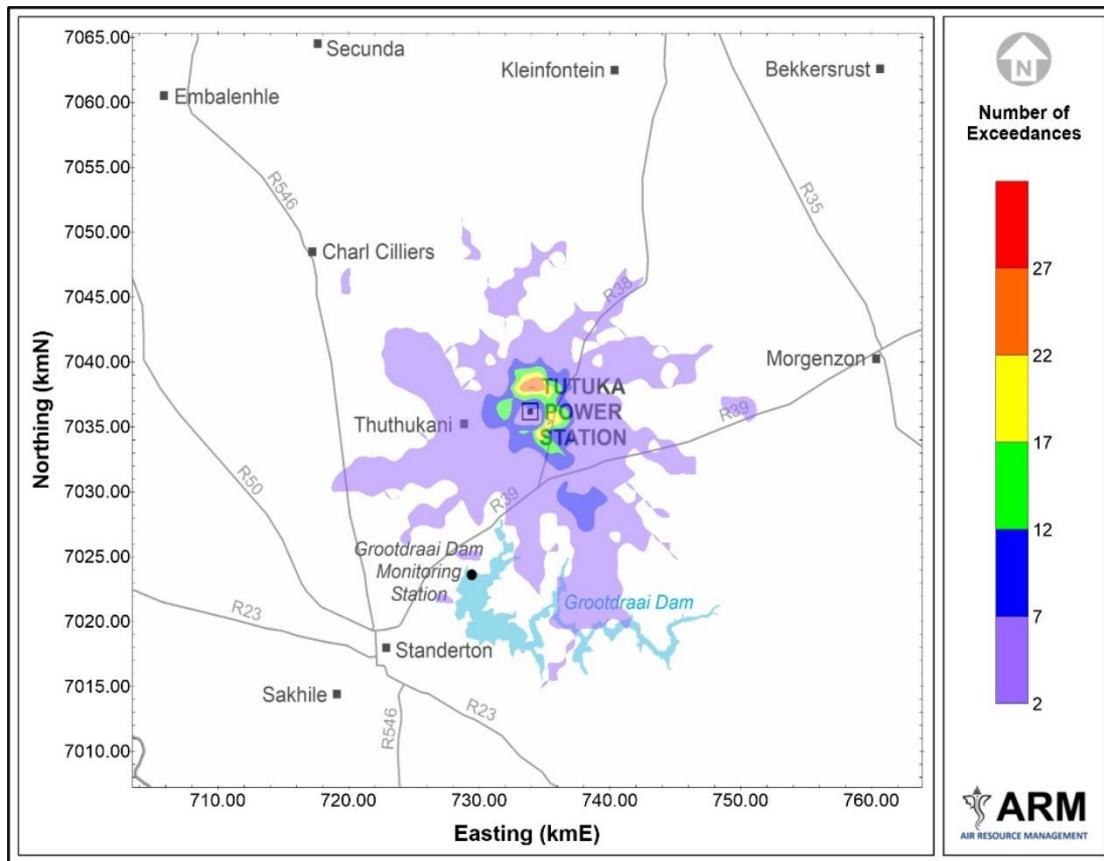 7065.00
7060.00
7055.00
7050.00
7045.00
7040.00
7035.00
7030.00
7025.00
7020.00
7015.00
7010.00
Northing (kmN)
710.00
720.00
730.00
740.00
750.00
760.00
Easting (kmE)
Secunda
Embalenhle
Kleinfontein
Bekkersrust
R546
R35
Charl Cilliers
R38
Morgenzon
TUTUKA
POWER
STATION
Thuthukani
R39
R50
R39
Grootdraai Dam
Monitoring
Station
Grootdraai Dam
R23
Standerton
Sakhile
R546
R23
N
Number of
Exceedances
27
22
17
12
7
2
ARM
AIR RESOURCE MANAGEMENT